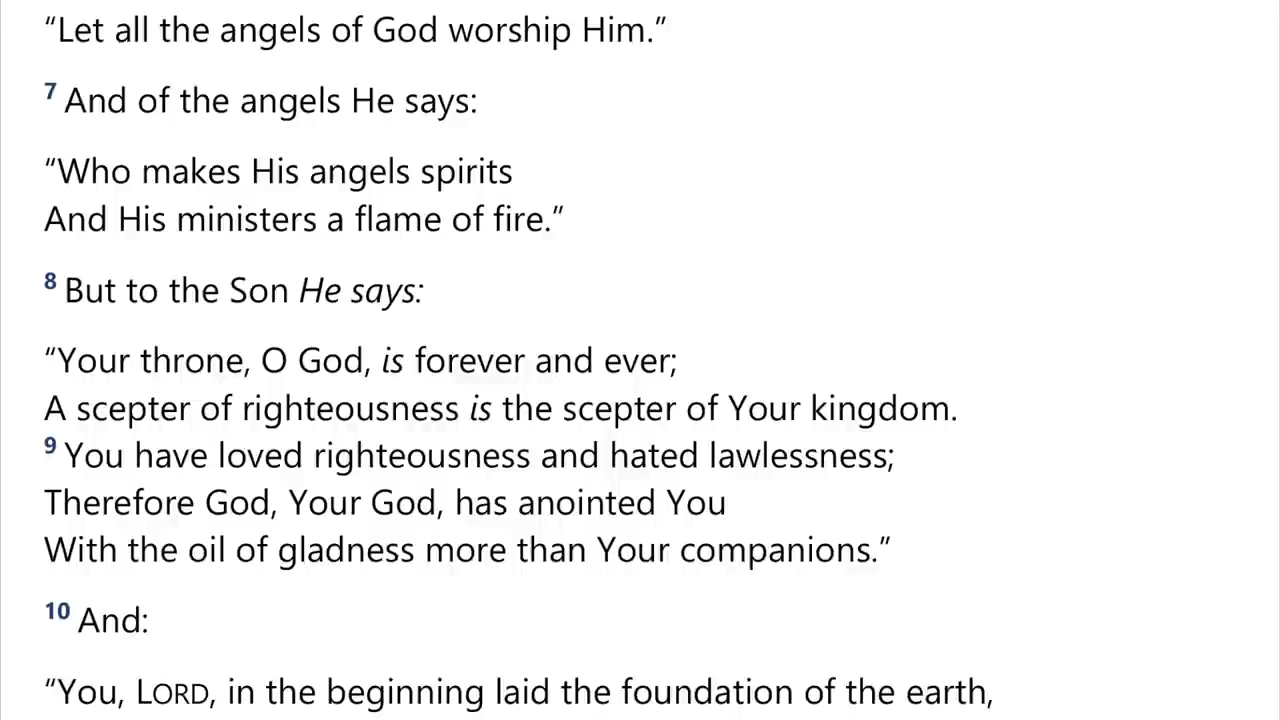 “Let all the angels of God worship Him.”
7 And of the angels He says:
“Who makes His angels spirits
And His ministers a flame of fire.”
8 But to the Son He says:
“Your throne, O God, is forever and ever;
A scepter of righteousness is the scepter of Your kingdom.
9 You have loved righteousness and hated lawlessness;
Therefore God, Your God, has anointed You
With the oil of gladness more than Your companions.”
10 And:
“You, LORD, in the beginning laid the foundation of the earth,